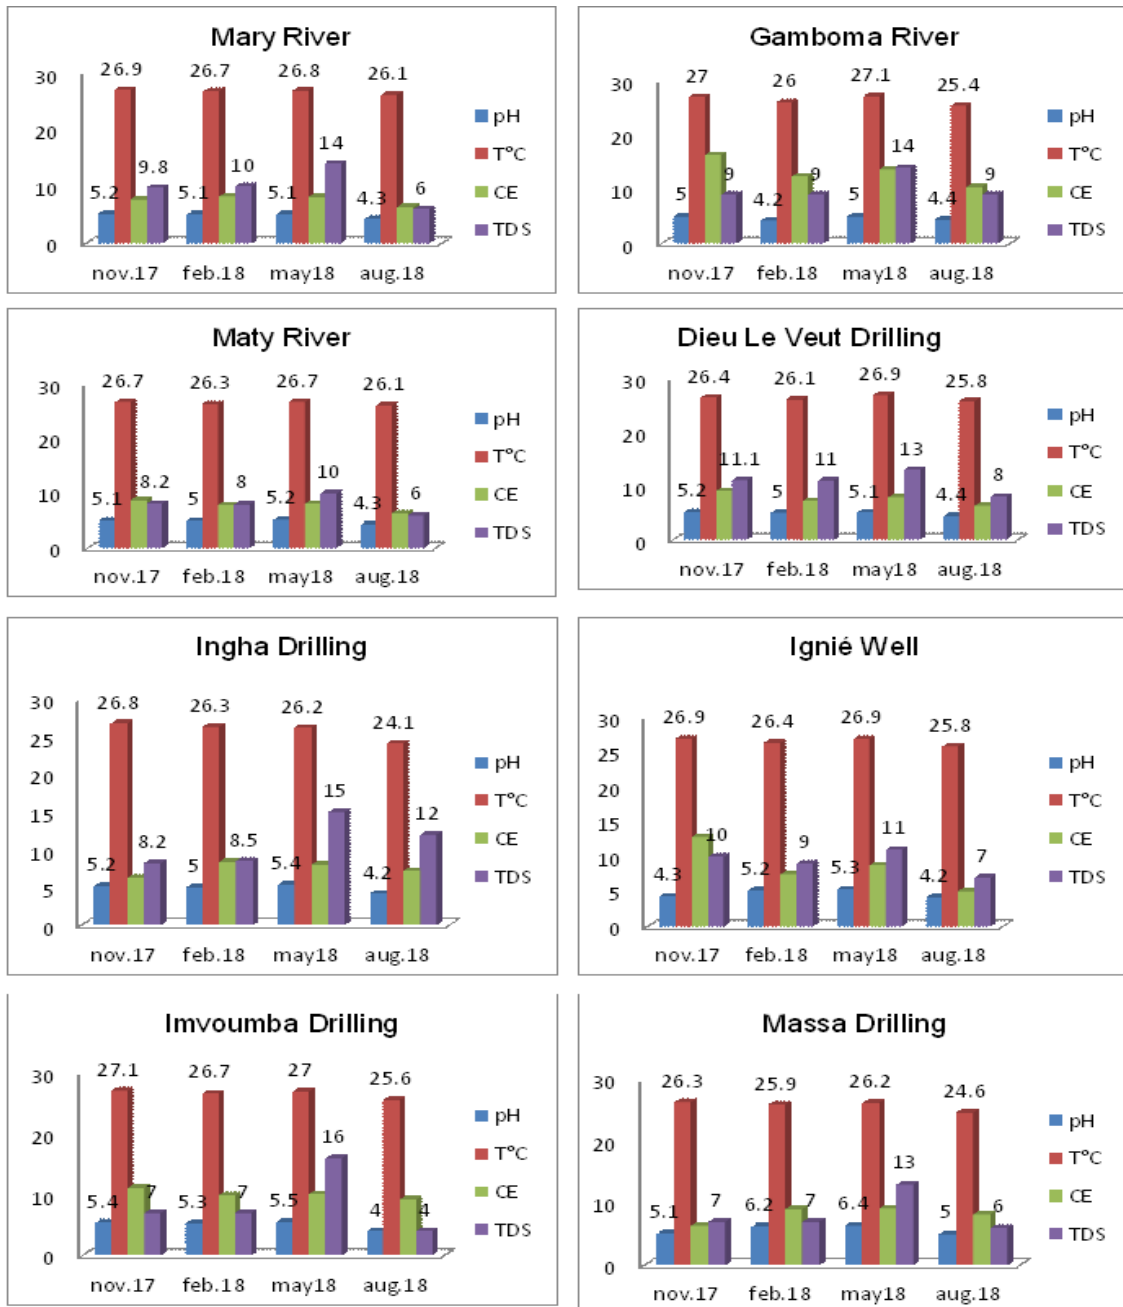 Mary River
30
20
10
0
26.9 26.7 26.8 26.1
5.2 9.8 5.1 10 5.1 14 4.3 6
nov.17 feb.18 may18 aug.18
pH
T°C
CE
TDS
Gamboma River
30
20
10
0
27 26 27.1 25.4
5 9 4.2 9 5 14 4.4 9
nov.17 feb.18 may18 aug.18
pH
T°C
CE
TDS
Maty River
30
20
10
0
26.7 26.3 26.7 26.1
5.1 8.2 5 8 5.2 10 4.3 6
nov.17 feb.18 may18 aug.18
pH
T°C
CE
TDS
Dieu Le Veut Drilling
30
20
10
0
26.4 26.1 26.9 25.8
5.2 11.1 5 11 5.1 13 4.4 8
nov.17 feb.18 may18 aug.18
pH
T°C
CE
TDS
Ingha Drilling
30
25
20
15
10
5
0
26.8 26.3 26.2 24.1
5.2 8.2 5 8.5 5.4 15 4.2 12
nov.17 feb.18 may18 aug.18
pH
T°C
CE
TDS
Ignié Well
30
25
20
15
10
5
0
26.9 26.4 26.9 25.8
4.3 10 5.2 9 5.3 11 4.2 7
nov.17 feb.18 may18 aug.18
pH
T°C
CE
TDS
Imvoumba Drilling
30
20
10
0
27.1 26.7 27 25.6
5.4 7 5.3 7 5.5 16 4 4
nov.17 feb.18 may18 aug.18
pH
T°C
CE
TDS
Massa Drilling
30
20
10
0
26.3 25.9 26.2 24.6
5.1 7 6.2 7 6.4 13 5 6
nov.17 feb.18 may18 aug.18
pH
T°C
CE
TDS